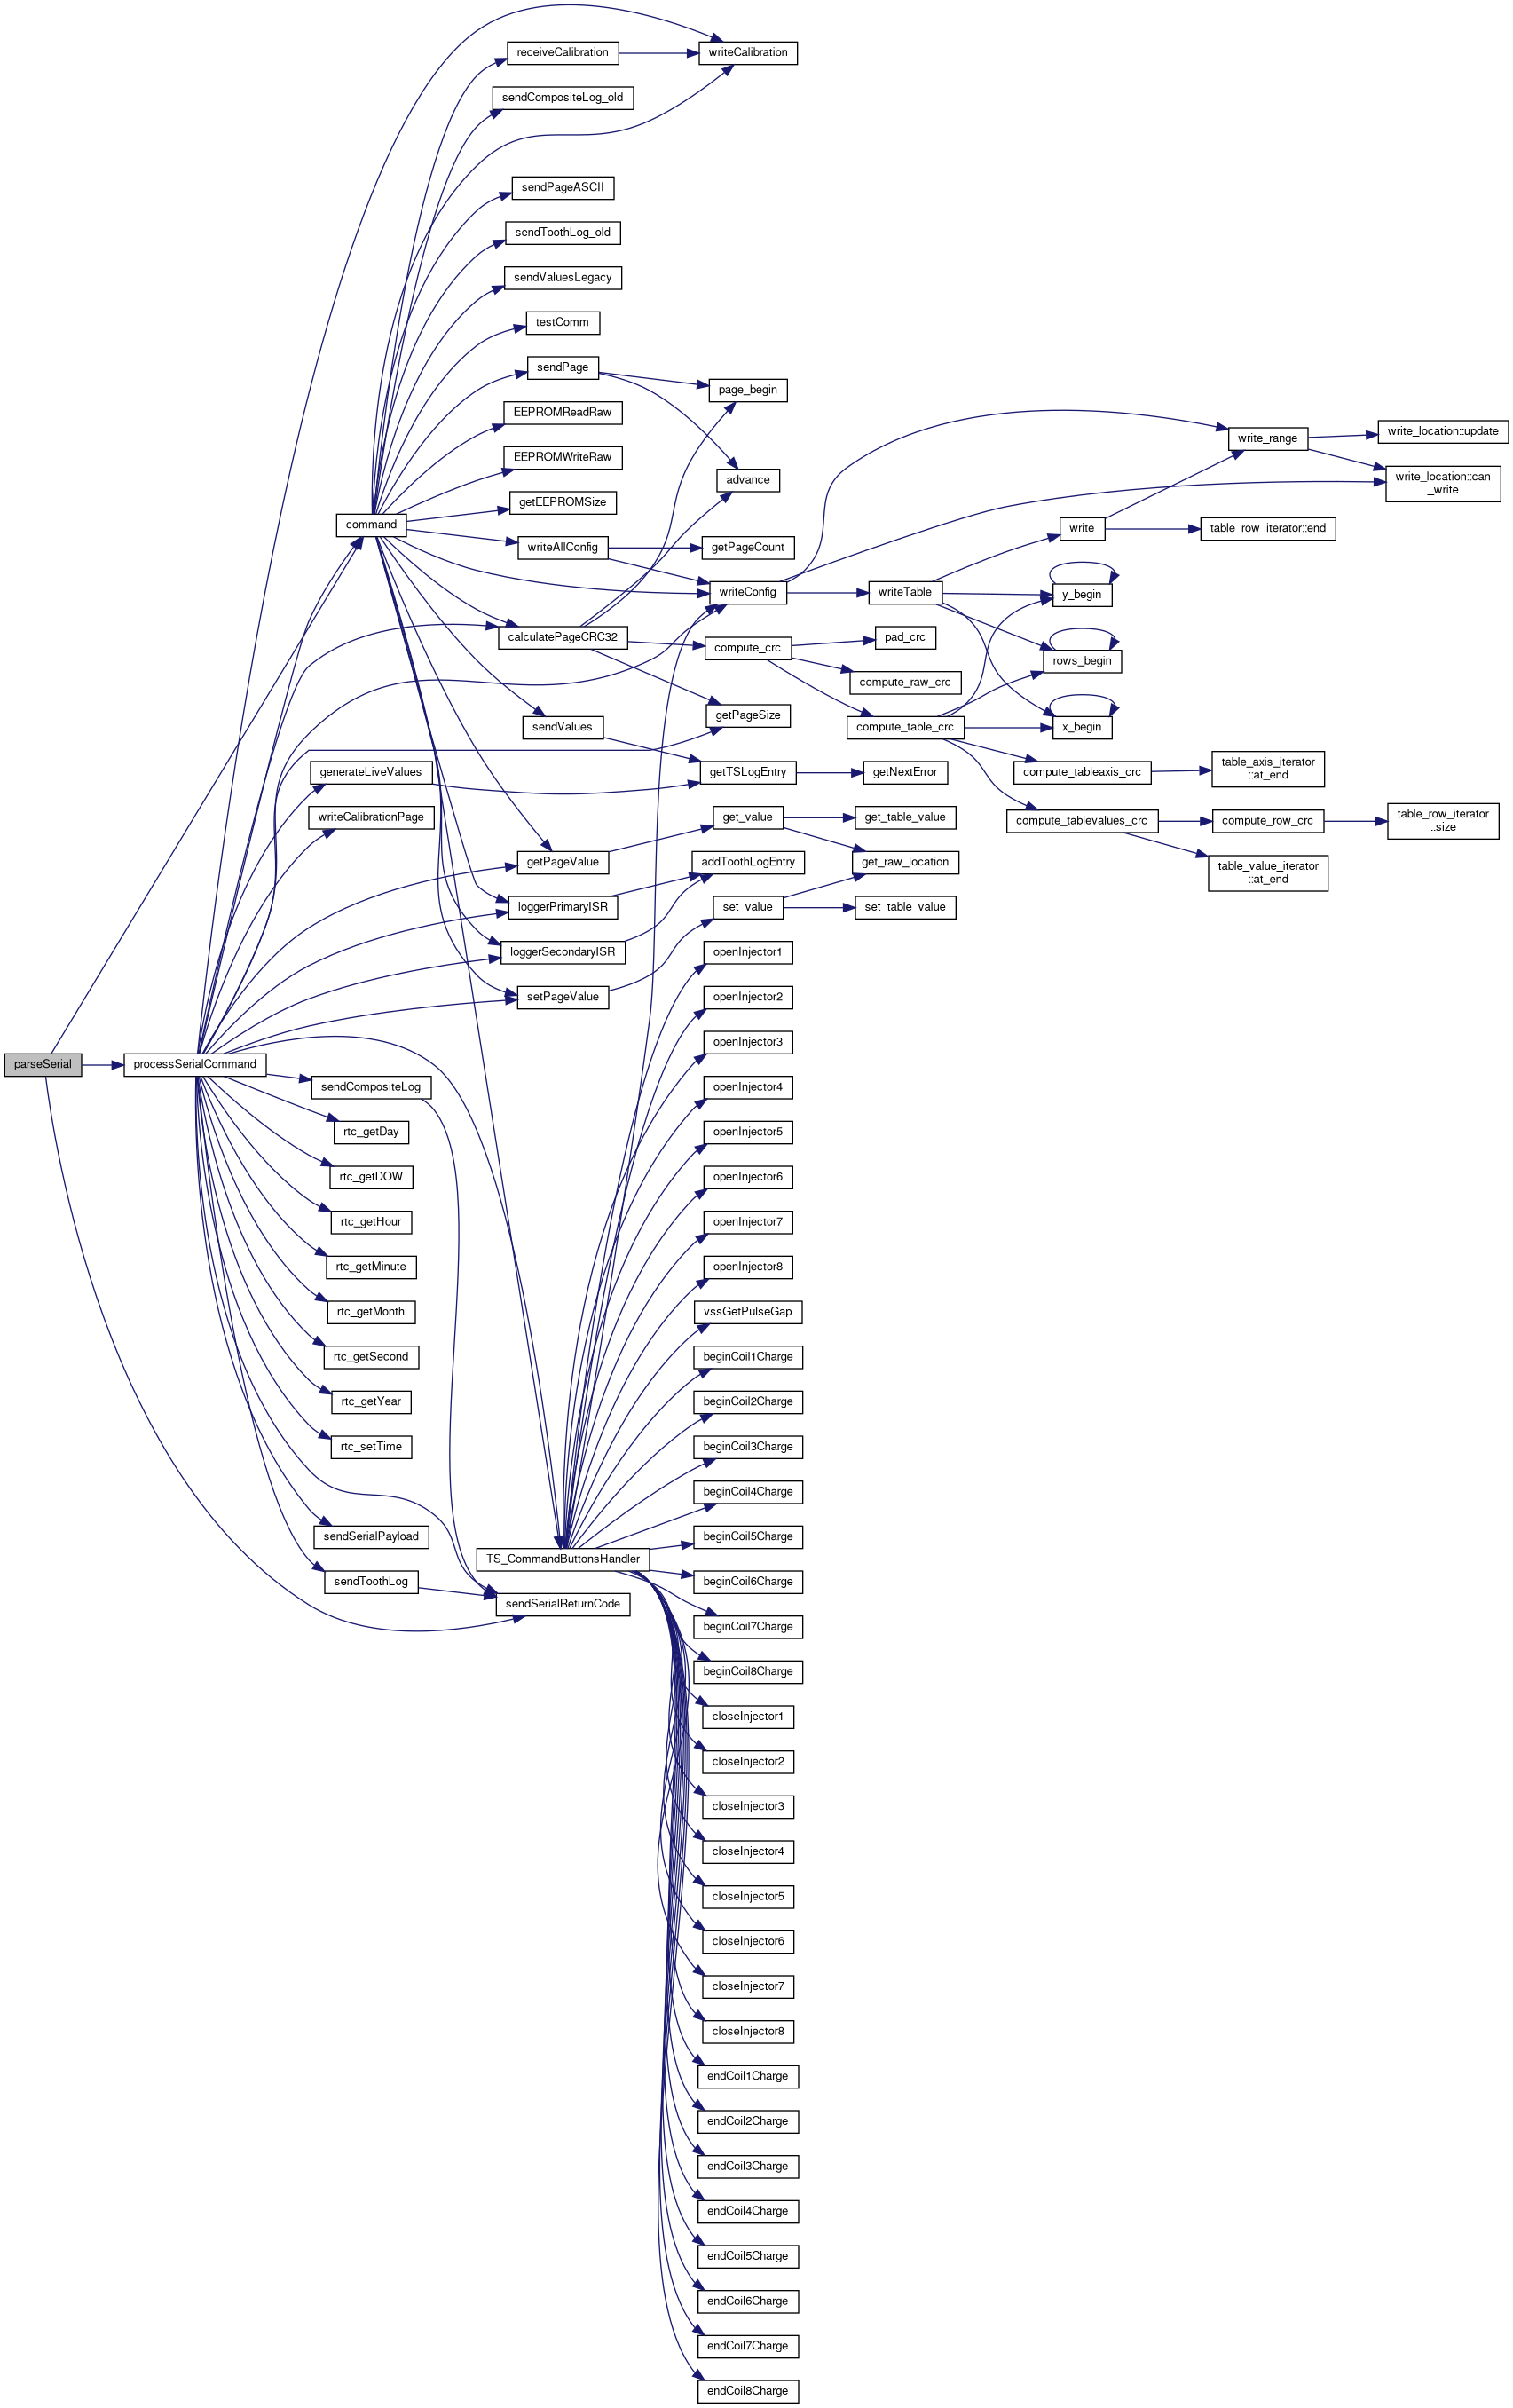 writeCalibration
receiveCalibration
sendCompositeLog_old
sendPageASCII
sendToothLog_old
sendValuesLegacy
testComm
sendPage
page_begin
EEPROMReadRaw
write_range
write_location::update
EEPROMWriteRaw
advance
write_location::can
_write
getEEPROMSize
command
write
table_row_iterator::end
writeAllConfig
getPageCount
writeConfig
writeTable
y_begin
calculatePageCRC32
compute_crc
pad_crc
rows_begin
compute_raw_crc
getPageSize
sendValues
compute_table_crc
x_begin
generateLiveValues
getTSLogEntry
getNextError
compute_tableaxis_crc
table_axis_iterator
::at_end
writeCalibrationPage
get_value
get_table_value
compute_tablevalues_crc
compute_row_crc
table_row_iterator
::size
getPageValue
addToothLogEntry
get_raw_location
table_value_iterator
::at_end
loggerPrimaryISR
set_value
set_table_value
loggerSecondaryISR
openInjector1
setPageValue
openInjector2
openInjector3
parseSerial
processSerialCommand
sendCompositeLog
openInjector4
rtc_getDay
openInjector5
rtc_getDOW
openInjector6
rtc_getHour
openInjector7
rtc_getMinute
openInjector8
rtc_getMonth
vssGetPulseGap
rtc_getSecond
beginCoil1Charge
rtc_getYear
beginCoil2Charge
rtc_setTime
beginCoil3Charge
beginCoil4Charge
sendSerialPayload
beginCoil5Charge
TS_CommandButtonsHandler
sendToothLog
beginCoil6Charge
sendSerialReturnCode
beginCoil7Charge
beginCoil8Charge
closeInjector1
closeInjector2
closeInjector3
closeInjector4
closeInjector5
closeInjector6
closeInjector7
closeInjector8
endCoil1Charge
endCoil2Charge
endCoil3Charge
endCoil4Charge
endCoil5Charge
endCoil6Charge
endCoil7Charge
endCoil8Charge